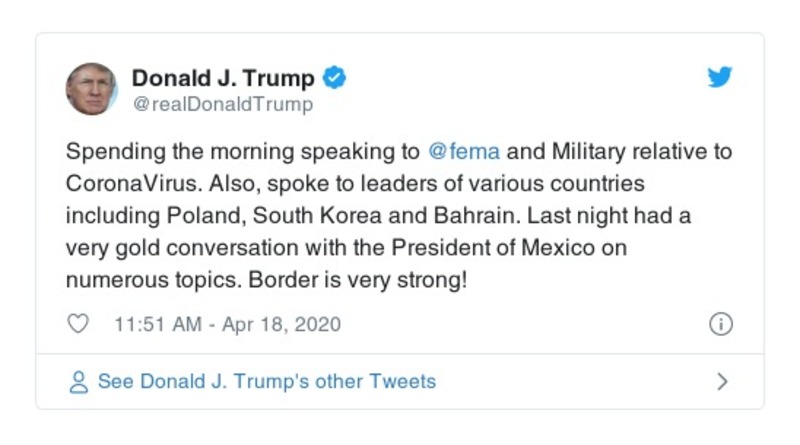 Donald J. Trump
@realDonaldTrump
Spending the morning speaking to @fema and Military relative to
CoronaVirus. Also, spoke to leaders of various countries
including Poland, South Korea and Bahrain. Last night had a
very gold conversation with the President of Mexico on
numerous topics. Border is very strong!
11:51 AM - Apr 18, 2020
See Donald J. Trump's other Tweets